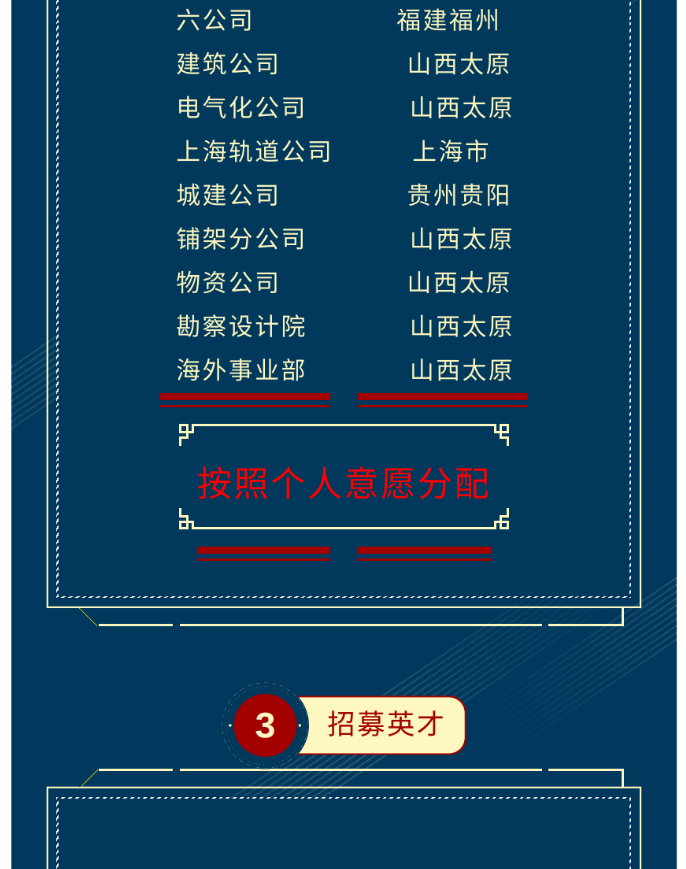 六公司 福建福州
建筑公司 山西太原
电气化公司 山西太原
上海轨道公司 上海市
城建公司 贵州贵阳
铺架分公司 山西太原
物资公司 山西太原
勘察设计院 山西太原
海外事业部 山西太原
按照个人意愿分配
3 招募英才